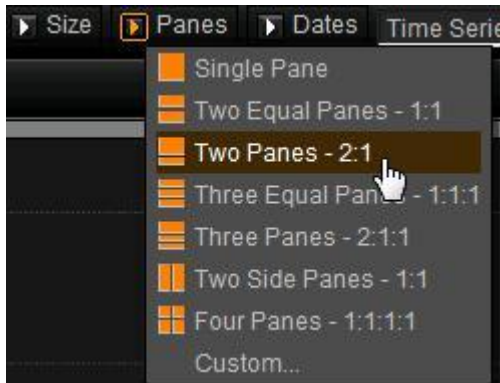 Size Panes Dates Time Serie
Single Pane
Two Equal Panes - 1:1
Two Panes - 2:1
Three Equal Panes - 1:1:1
Three Panes - 2:1:1
Two Side Panes - 1:1
Four Panes - 1:1:1:1
Custom...